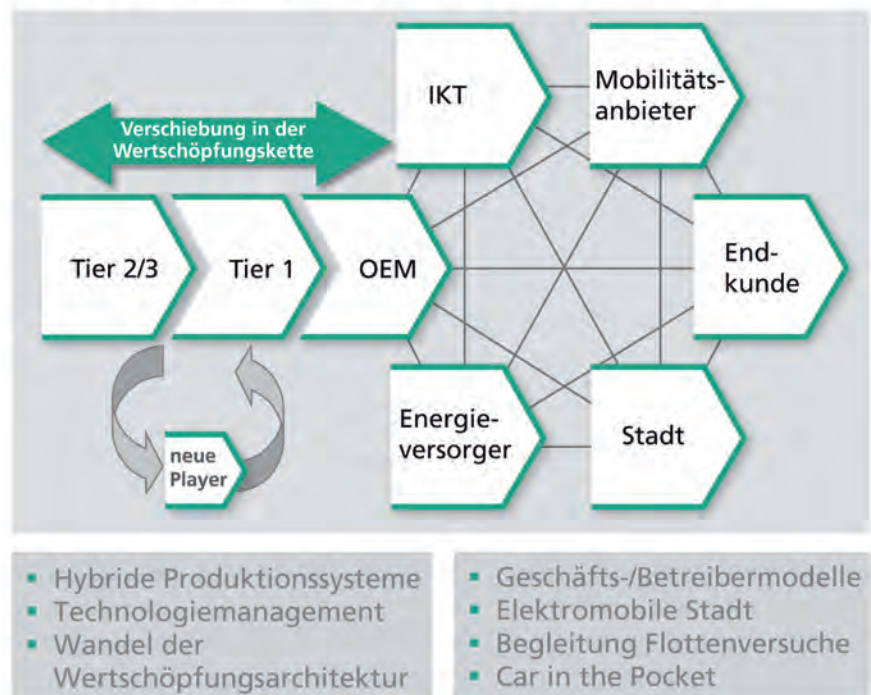 IKT
Mobilitäts-
anbieter
Verschiebung in der
Wertschöpfungskette
Tier 2/3
Tier 1
OEM
End-
kunde
Energie-
versorger
Stadt
neue
Player
▪ Hybride Produktionssysteme
▪ Technologiemanagement
▪ Wandel der
Wertschöpfungsarchitektur
▪ Geschäfts-/Betreibermodelle
▪ Elektromobile Stadt
▪ Begleitung Flottenversuche
▪ Car in the Pocket